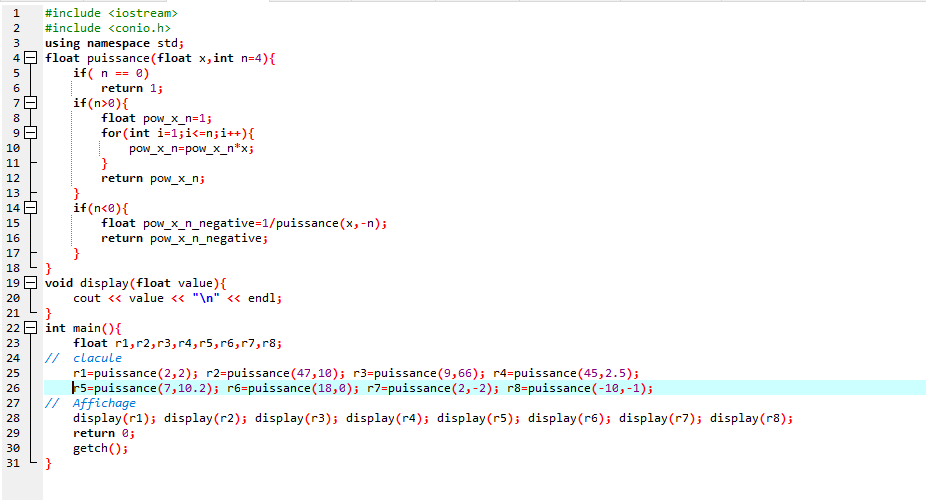 1 #include <iostream>
2 #include <conio.h>
3 using namespace std;
4 float puissance(float x,int n=4){
5     if( n == 0)
6         return 1;
7     if(n>0){
8         float pow_x_n=1;
9         for(int i=1;i<=n;i++){
10             pow_x_n=pow_x_n*x;
11         }
12         return pow_x_n;
13     }
14     if(n<0){
15         float pow_x_n_negative=1/puissance(x,-n);
16         return pow_x_n_negative;
17     }
18 }
19 void display(float value){
20     cout << value << "\n" << endl;
21 }
22 int main(){
23     float r1,r2,r3,r4,r5,r6,r7,r8;
24 //  clacule
25     r1=puissance(2,2); r2=puissance(47,10); r3=puissance(9,66); r4=puissance(45,2.5);
26     r5=puissance(7,10.2); r6=puissance(18,0); r7=puissance(2,-2); r8=puissance(-10,-1);
27 //  Affichage
28     display(r1); display(r2); display(r3); display(r4); display(r5); display(r6); display(r7); display(r8);
29     return 0;
30     getch();
31 }